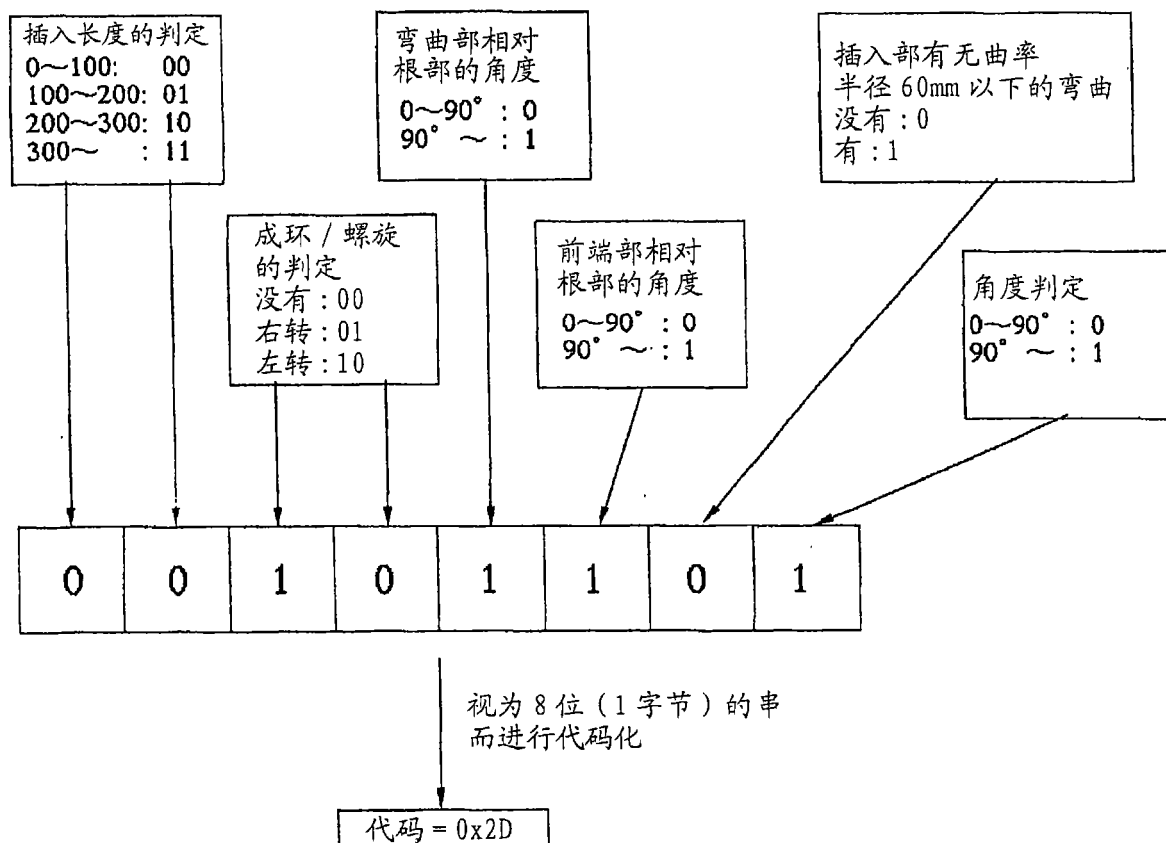 插入长度的判定
0～100: 00
100～200: 01
200～300: 10
300～ : 11
弯曲部相对
根部的角度
0～90° : 0
90° ～ : 1
插入部有无曲率
半径 60mm 以下的弯曲
没有 : 0
有 : 1
成环 / 螺旋
的判定
没有 : 00
右转 : 01
左转 : 10
前端部相对
根部的角度
0～90° : 0
90° ～ : 1
角度判定
0～90° : 0
90° ～ : 1
0 0 1 0 1 1 0 1
视为 8 位 ( 1 字节 ) 的串
而进行代码化
代码 = 0x2D